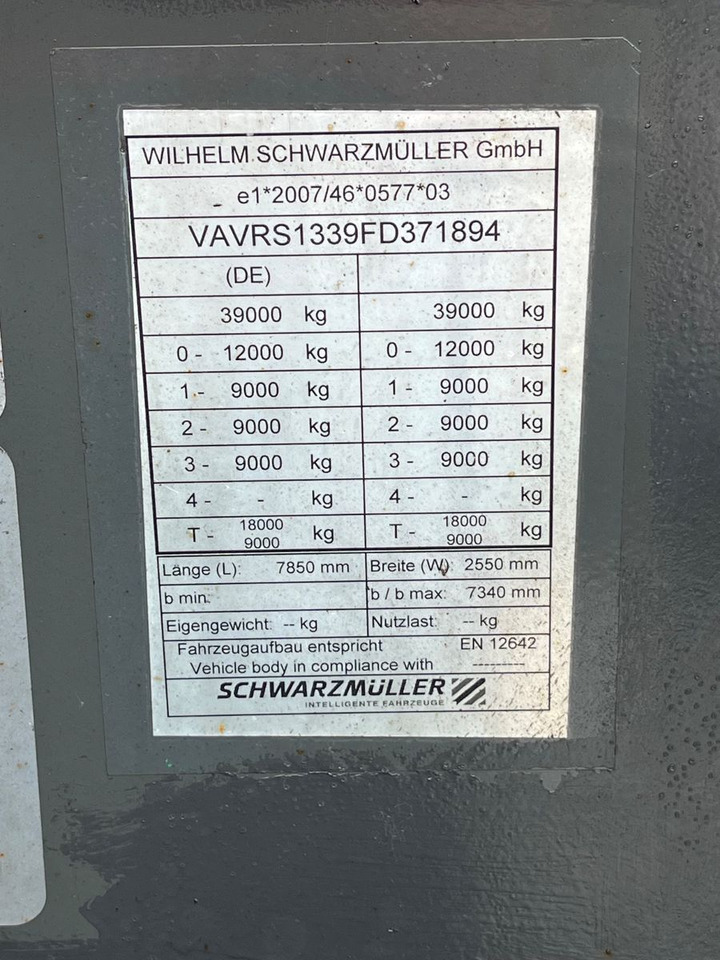 WILHELM SCHWARZMÜLLER GmbH
e1*2007/46*0577*03
VAVRS1339FD371894
(DE)
39000 kg 39000 kg
0 - 12000 kg 0 - 12000 kg
1 - 9000 kg 1 - 9000 kg
2 - 9000 kg 2 - 9000 kg
3 - 9000 kg 3 - 9000 kg
4 - - kg 4 - - kg
T - 18000 9000 kg T - 18000 9000 kg
Länge (L): 7850 mm Breite (W) 2550 mm
b min: b / b max: 7340 mm
Eigengewicht: -- kg Nutzlast: -- kg
Fahrzeugaufbau entspricht EN 12642
Vehicle body in compliance with ---------
SCHWARZMÜLLER
INTELLIGENTE FAHRZEUGE